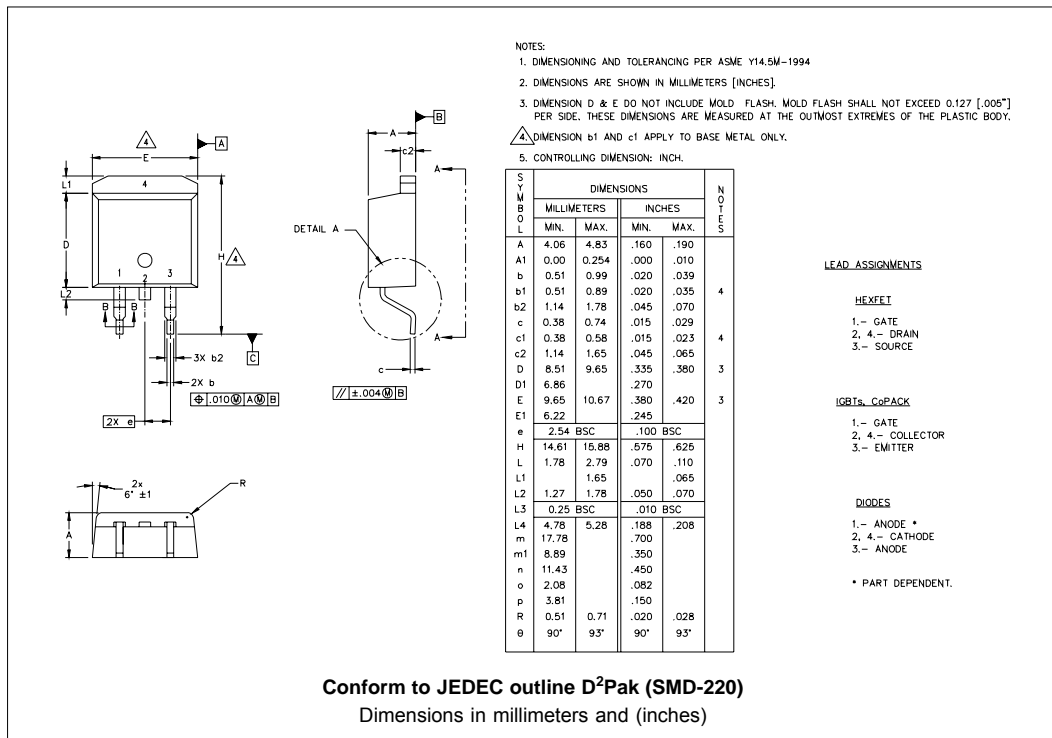 NOTES:
1. DIMENSIONING AND TOLERANCING PER ASME Y14.5M-1994
2. DIMENSIONS ARE SHOWN IN MILLIMETERS [INCHES].
3. DIMENSION D & E DO NOT INCLUDE MOLD FLASH. MOLD FLASH SHALL NOT EXCEED 0.127 [.005"]
PER SIDE. THESE DIMENSIONS ARE MEASURED AT THE OUTMOST EXTREMES OF THE PLASTIC BODY.
4. DIMENSION b1 AND c1 APPLY TO BASE METAL ONLY.
5. CONTROLLING DIMENSION: INCH.
4
A
E
L1
4
D
H 4
1 2 3
L2
B B
C
3X b2
2X b
⌖ .010Ⓜ A Ⓜ B
2X e
A
B
c2
A
DETAIL A
A
c
// ±.004Ⓜ B
2x
6° ±1
R
A
SYMBOL DIMENSIONS NOTES
MILLIMETERS INCHES
MIN. MAX. MIN. MAX.
A 4.06 4.83 .160 .190
A1 0.00 0.254 .000 .010
b 0.51 0.99 .020 .039
b1 0.51 0.89 .020 .035 4
b2 1.14 1.78 .045 .070
c 0.38 0.74 .015 .029
c1 0.38 0.58 .015 .023 4
c2 1.14 1.65 .045 .065
D 8.51 9.65 .335 .380 3
D1 6.86 .270
E 9.65 10.67 .380 .420 3
E1 6.22 .245
e 2.54 BSC .100 BSC
H 14.61 15.88 .575 .625
L 1.78 2.79 .070 .110
L1 1.65 .065
L2 1.27 1.78 .050 .070
L3 0.25 BSC .010 BSC
L4 4.78 5.28 .188 .208
m 17.78 .700
m1 8.89 .350
n 11.43 .450
o 2.08 .082
p 3.81 .150
R 0.51 0.71 .020 .028
θ 90° 93° 90° 93°
LEAD ASSIGNMENTS
HEXFET
1.- GATE
2, 4.- DRAIN
3.- SOURCE
IGBTs, CoPACK
1.- GATE
2, 4.- COLLECTOR
3.- EMITTER
DIODES
1.- ANODE *
2, 4.- CATHODE
3.- ANODE
* PART DEPENDENT.
Conform to JEDEC outline D²Pak (SMD-220)
Dimensions in millimeters and (inches)